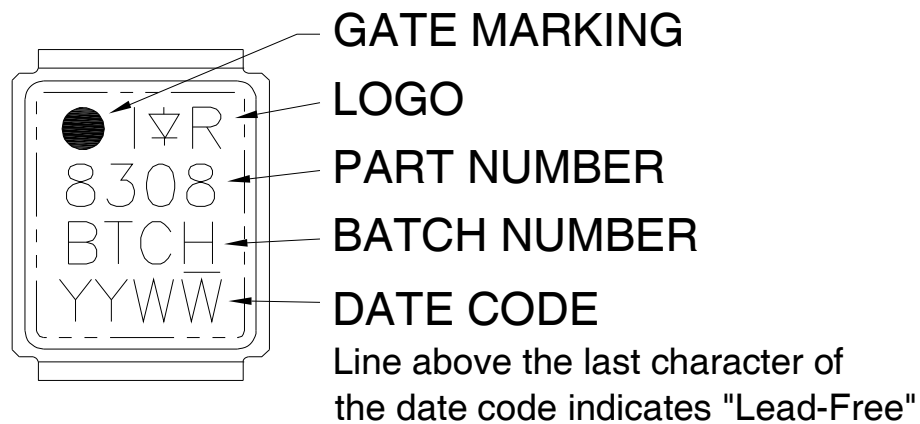 GATE MARKING
I R
LOGO
8308
PART NUMBER
BTCH
BATCH NUMBER
YYWW
DATE CODE
Line above the last character of
the date code indicates "Lead-Free"